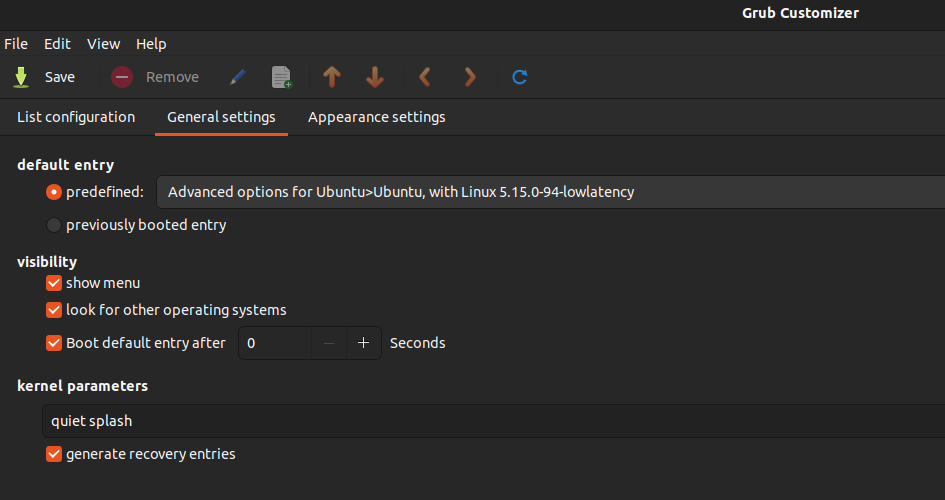 Grub Customizer
File Edit View Help
Save Remove
List configuration General settings Appearance settings
default entry
predefined: Advanced options for Ubuntu>Ubuntu, with Linux 5.15.0-94-lowlatency
previously booted entry
visibility
show menu
look for other operating systems
Boot default entry after 0 Seconds
kernel parameters
quiet splash
generate recovery entries